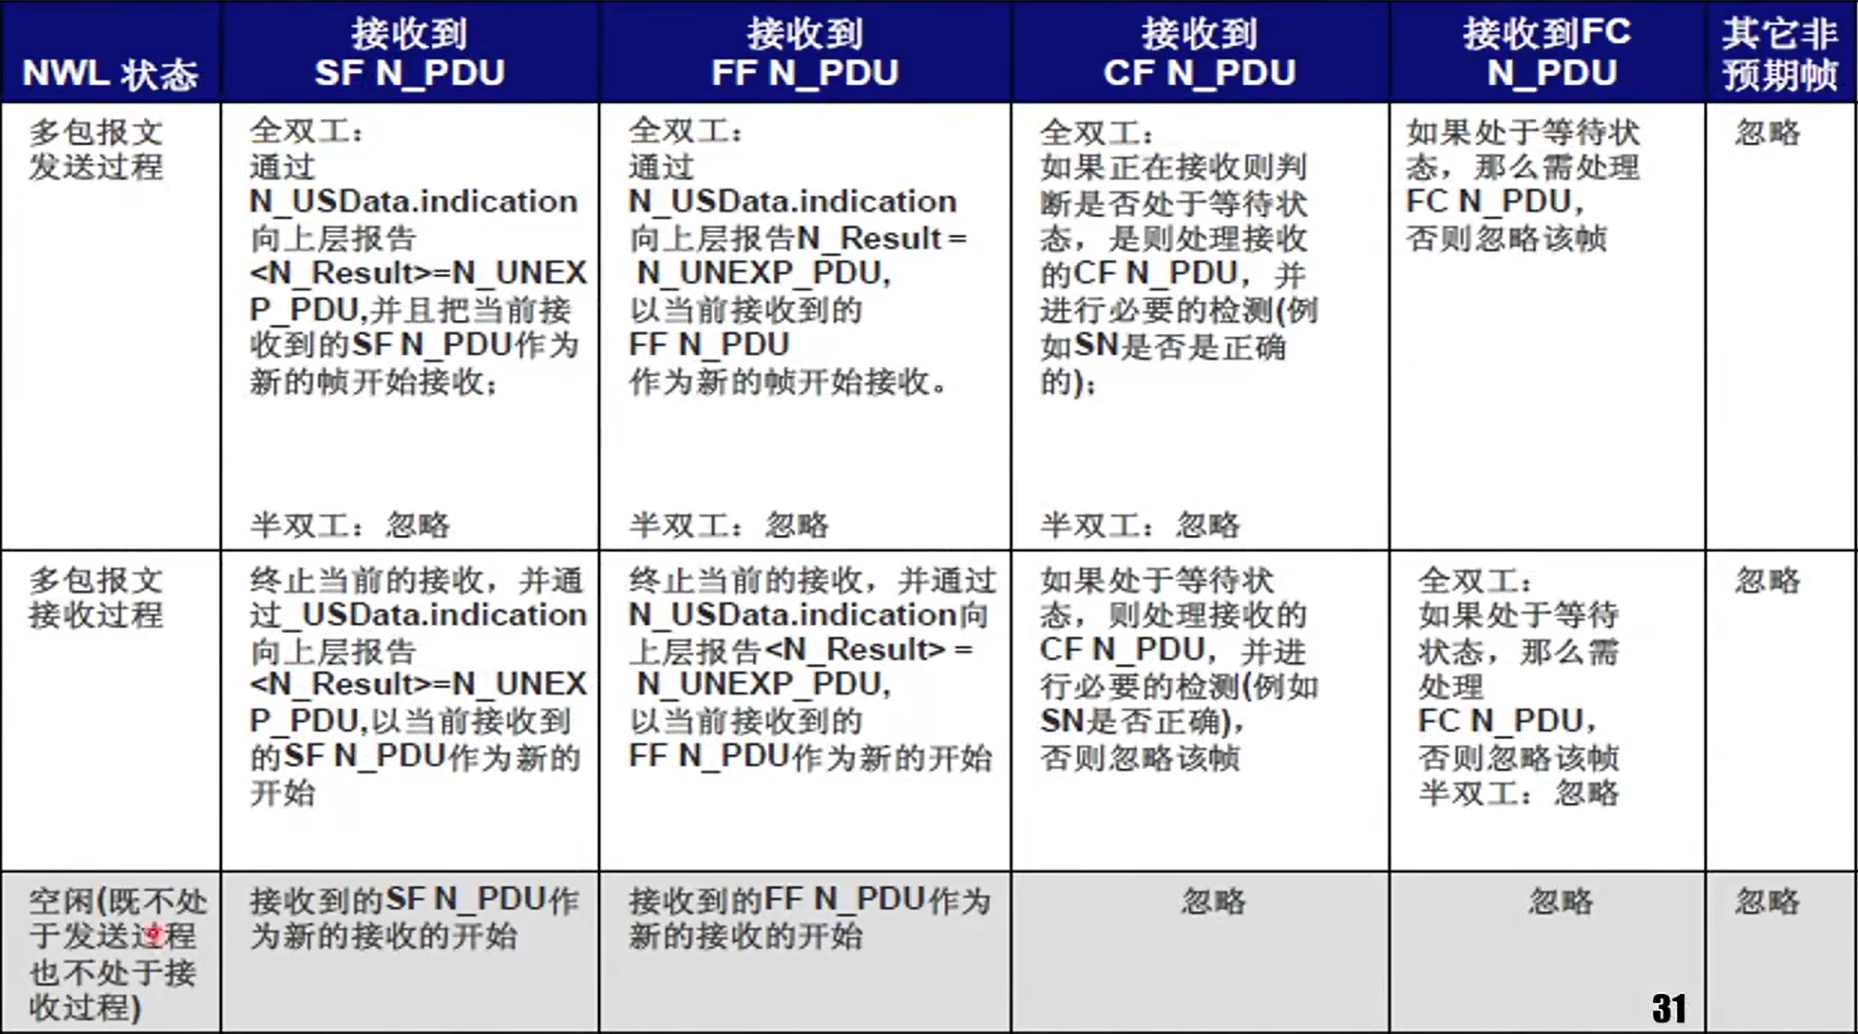 NWL 状态
接收到
SF N_PDU
接收到
FF N_PDU
接收到
CF N_PDU
接收到FC
N_PDU
其它非
预期帧
多包报文
发送过程
全双工：
通过
N_USData.indication
向上层报告
<N_Result>=N_UNEX
P_PDU,并且把当前接
收到的SF N_PDU作为
新的帧开始接收；
半双工：忽略
全双工：
通过
N_USData.indication
向上层报告N_Result =
N_UNEXP_PDU,
以当前接收到的
FF N_PDU
作为新的帧开始接收。
半双工：忽略
全双工：
如果正在接收则判
断是否处于等待状
态，是则处理接收
的CF N_PDU，并
进行必要的检测(例
如SN是否是正确
的)；
半双工：忽略
如果处于等待状
态，那么需处理
FC N_PDU，
否则忽略该帧
忽略
多包报文
接收过程
终止当前的接收，并通
过_USData.indication
向上层报告
<N_Result>=N_UNEX
P_PDU,以当前接收到
的SF N_PDU作为新的
开始
终止当前的接收，并通过
N_USData.indication向
上层报告<N_Result> =
N_UNEXP_PDU,
以当前接收到的
FF N_PDU作为新的开始
如果处于等待状
态，则处理接收的
CF N_PDU，并进
行必要的检测(例如
SN是否正确)，
否则忽略该帧
全双工：
如果处于等待
状态，那么需
处理
FC N_PDU，
否则忽略该帧
半双工：忽略
忽略
空闲(既不处
于发送过程
也不处于接
收过程)
接收到的SF N_PDU作
为新的接收的开始
接收到的FF N_PDU作为
新的接收的开始
忽略
忽略
忽略
31